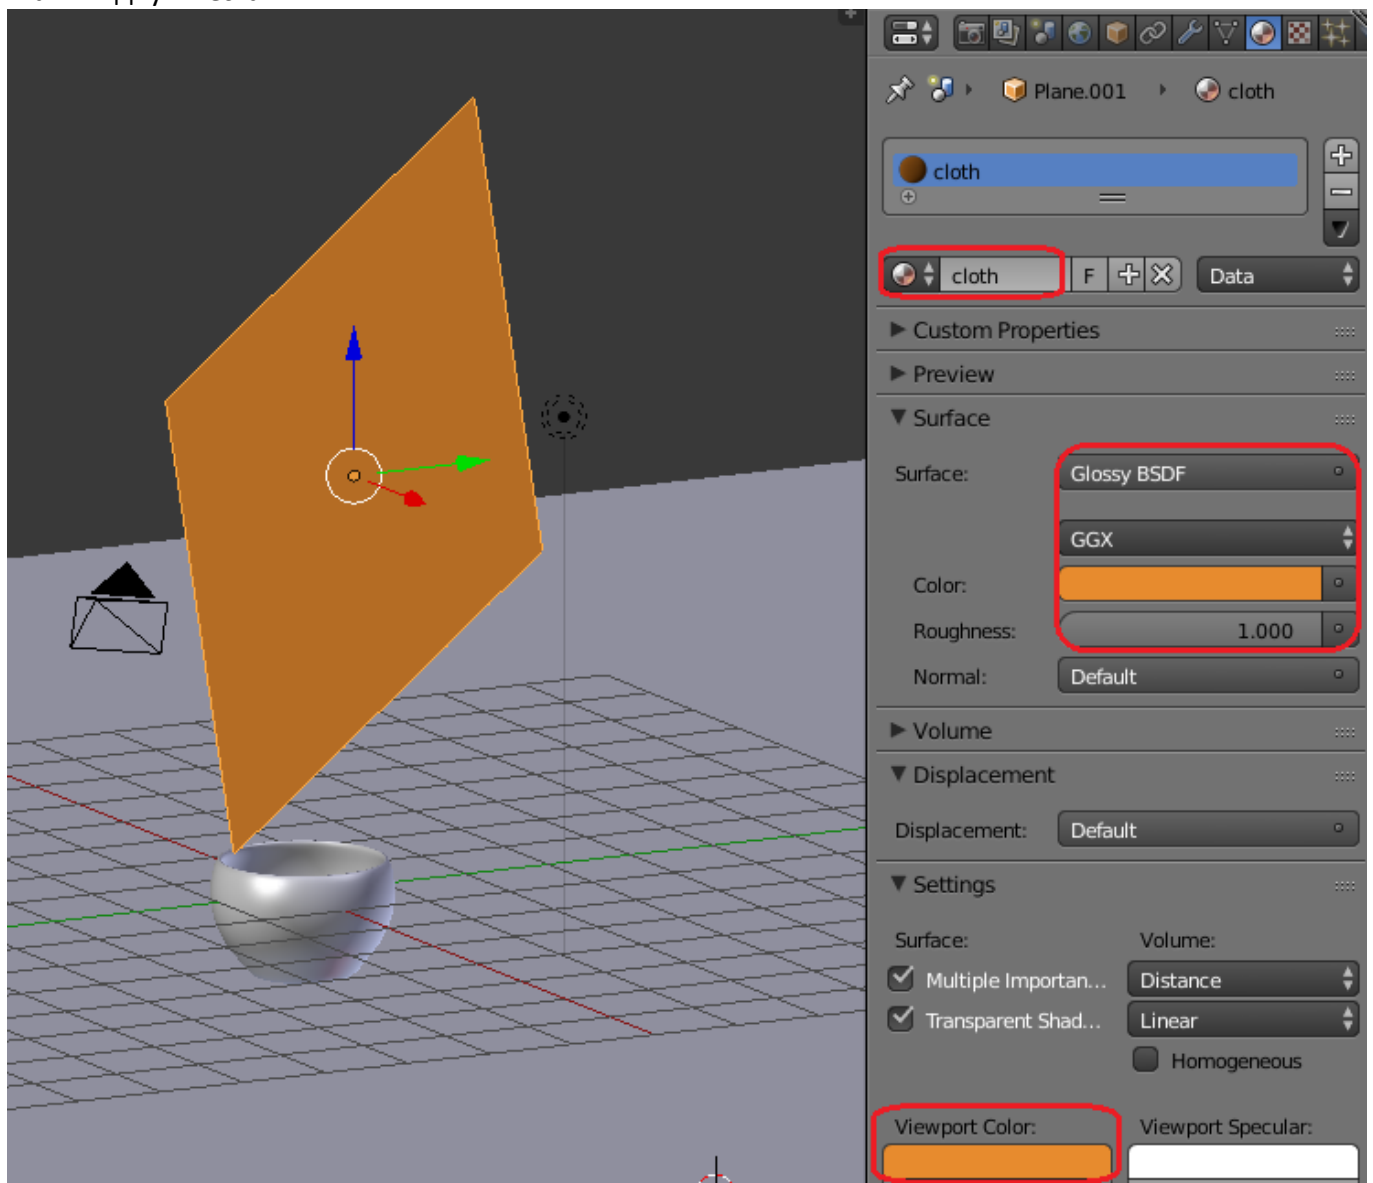 Plane.001 cloth
cloth
cloth F Data
Custom Properties
Preview
Surface
Surface: Glossy BSDF
GGX
Color:
Roughness: 1.000
Normal: Default
Volume
Displacement
Displacement: Default
Settings
Surface: Volume:
Multiple Importan... Distance
Transparent Shad... Linear
Homogeneous
Viewport Color: Viewport Specular: